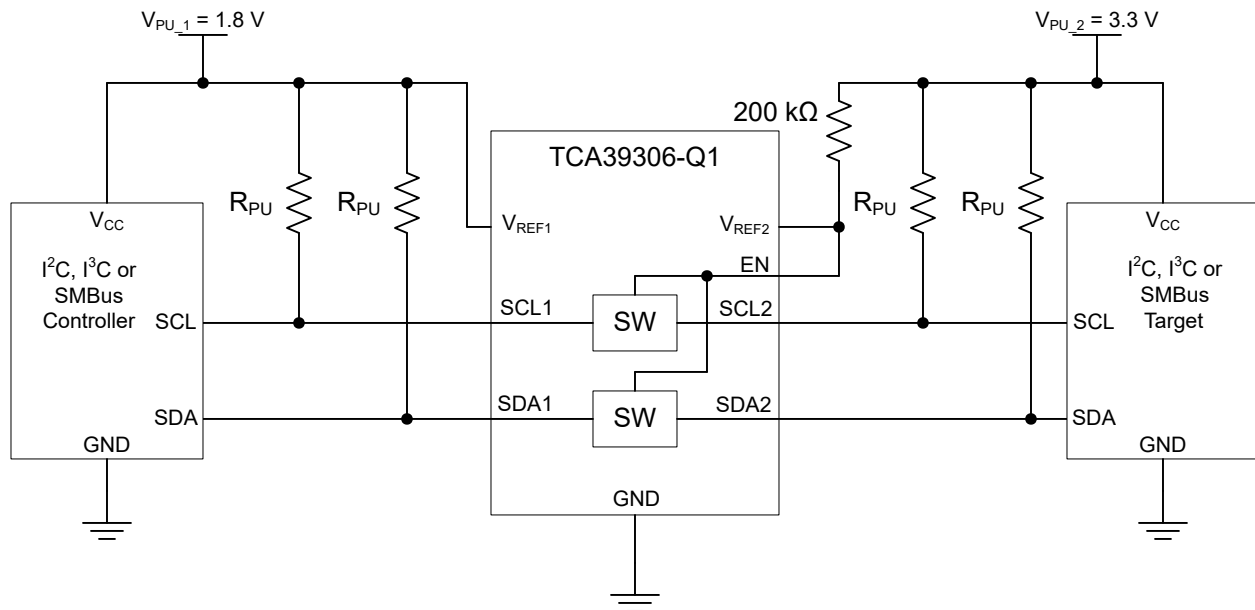 V_PU_1 = 1.8 V
V_PU_2 = 3.3 V
200 kΩ
TCA39306-Q1
R_PU
R_PU
R_PU
R_PU
V_CC
V_REF1
V_REF2
V_CC
I²C, I³C or
SMBus
Controller
I²C, I³C or
SMBus
Target
EN
SCL
SCL1
SW
SCL2
SCL
SDA
SDA1
SW
SDA2
SDA
GND
GND
GND